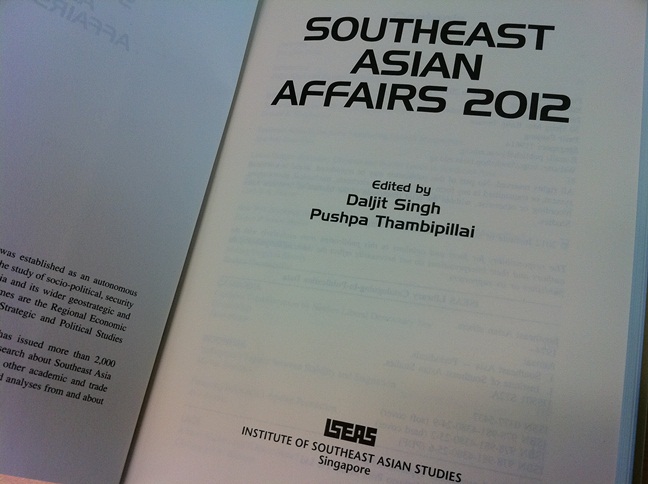 was established as an autonomous
the study of socio-political, security
and its wider geostrategic and
are the Regional Economic
Strategic and Political Studies
has issued more than 2,000
research about Southeast Asia
other academic and trade
analyses from and about
SOUTHEAST
ASIAN
AFFAIRS 2012
Edited by
Daljit Singh
Pushpa Thambipillai
ISEAS
INSTITUTE OF SOUTHEAST ASIAN STUDIES
Singapore